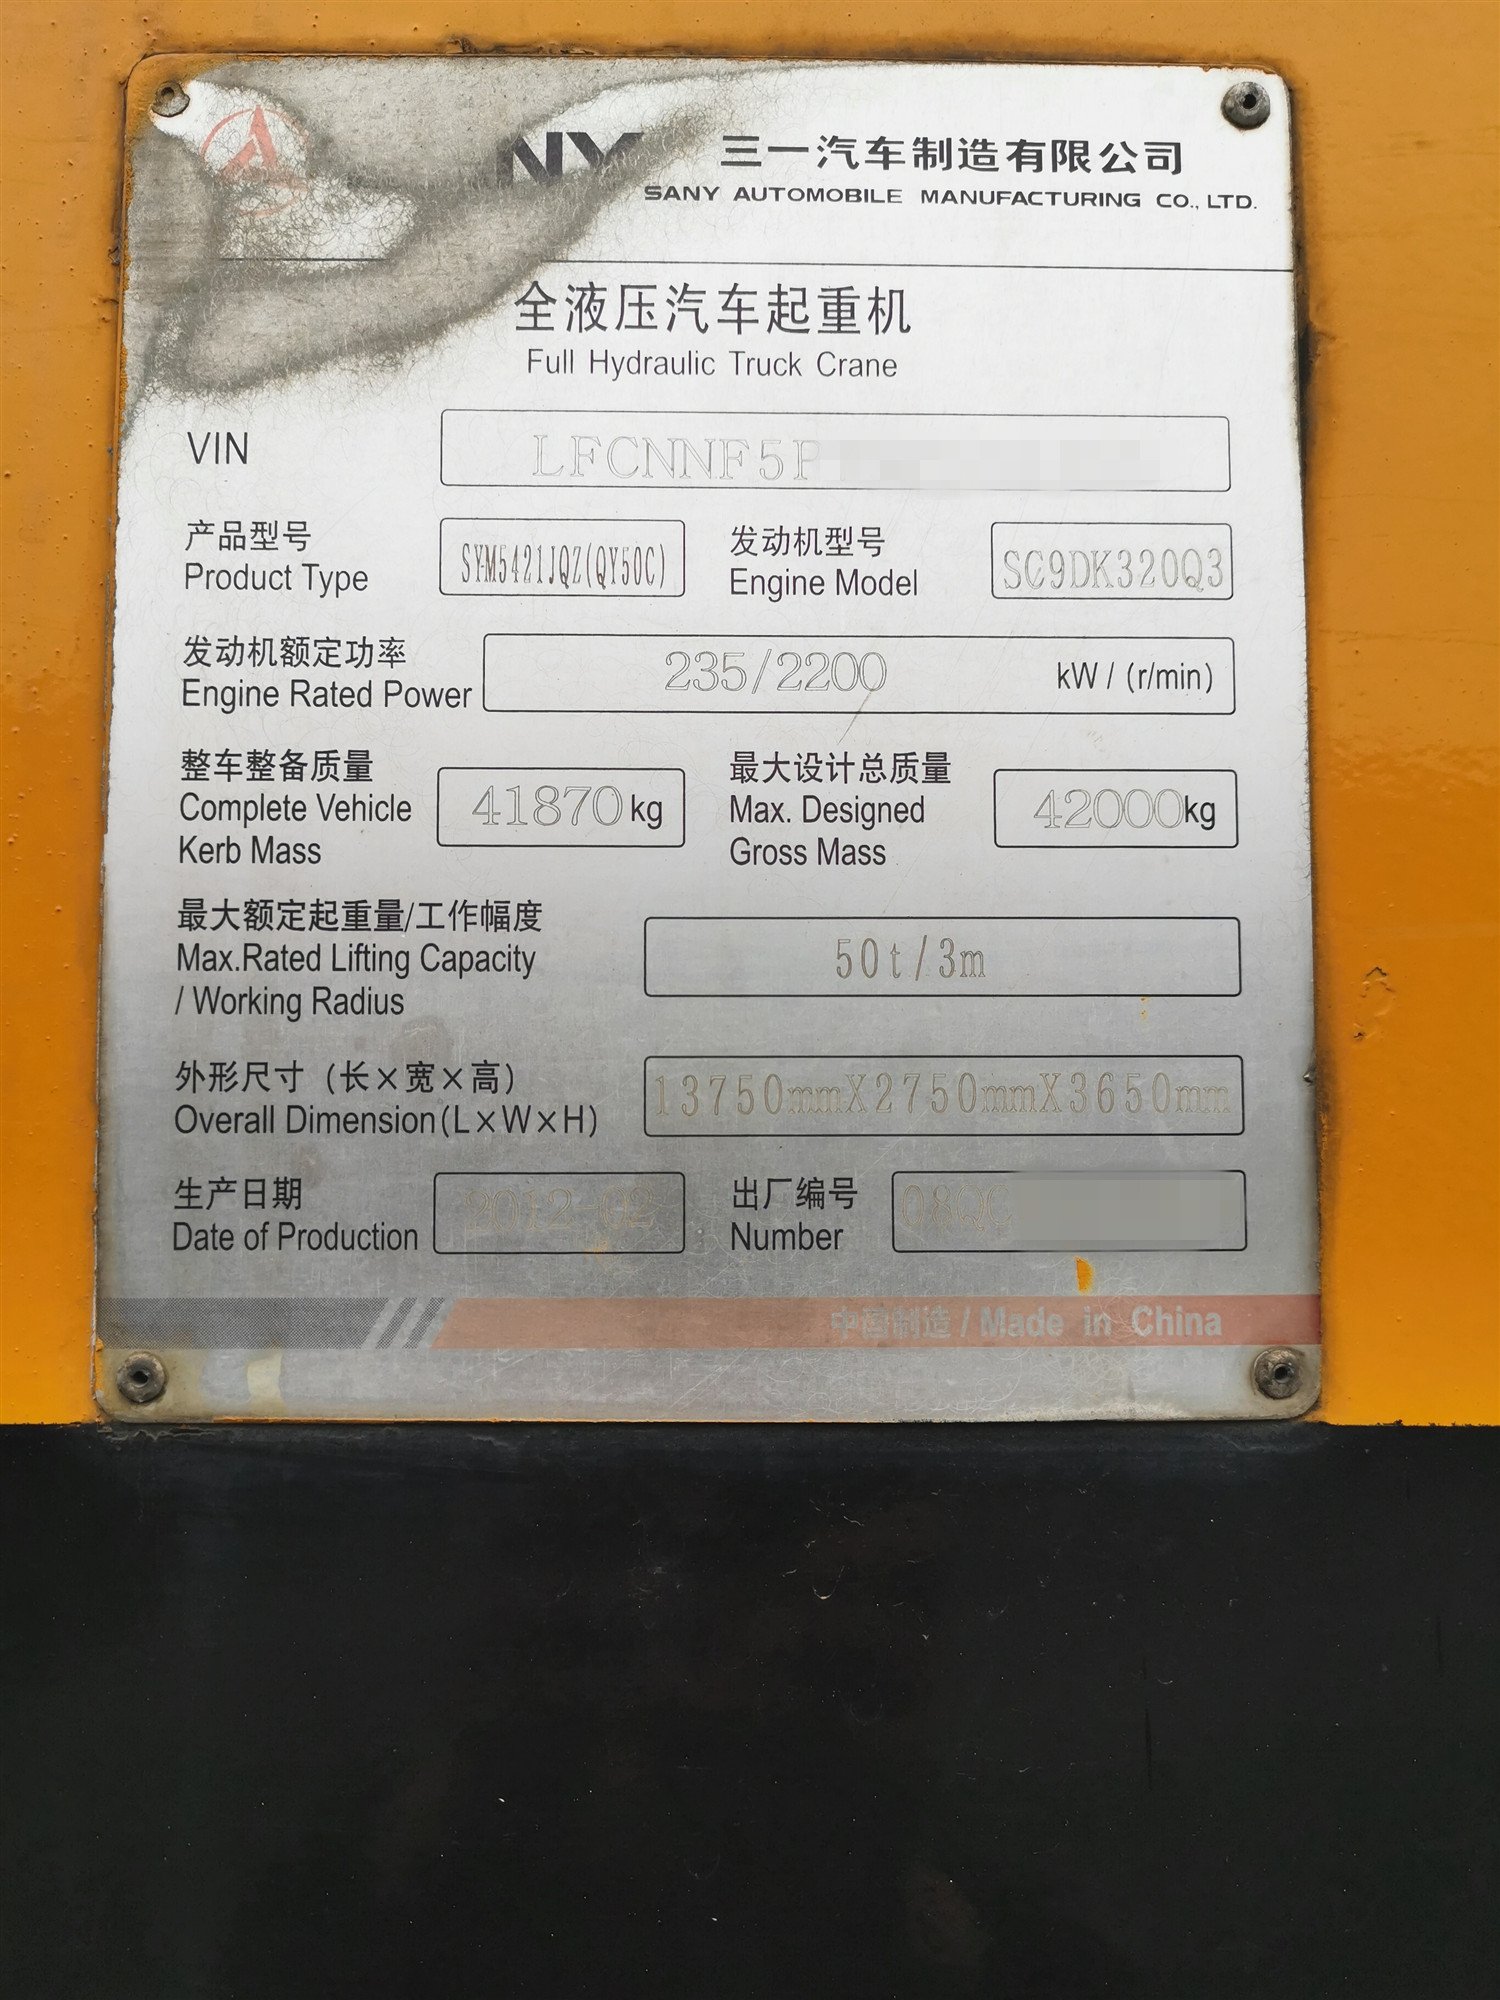 NY
三一汽车制造有限公司
SANY AUTOMOBILE MANUFACTURING CO., LTD.
全液压汽车起重机
Full Hydraulic Truck Crane
VIN LFCNNF5P
产品型号 SYM5421JQZ(QY50C) 发动机型号 SC9DK320Q3
Product Type Engine Model
发动机额定功率 235/2200 kW / (r/min)
Engine Rated Power
整车整备质量 最大设计总质量
Complete Vehicle 41870 kg Max. Designed 42000kg
Kerb Mass Gross Mass
最大额定起重量/工作幅度
Max.Rated Lifting Capacity 50t/3m
/ Working Radius
外形尺寸 (长×宽×高)
Overall Dimension(L×W×H) 13750mmX2750mmX3650mm
生产日期 2012-02 出厂编号 08QC
Date of Production Number
中国制造 / Made in China